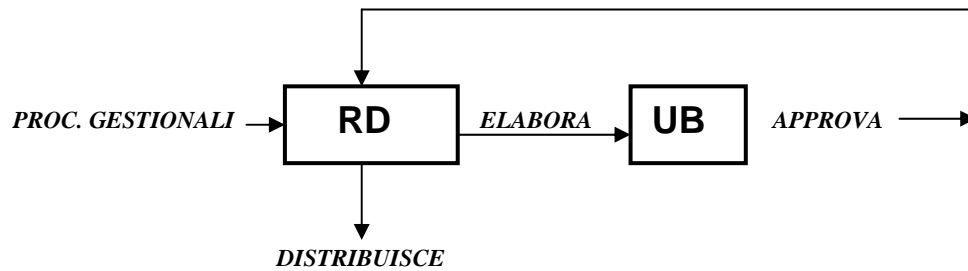 PROC. GESTIONALI
RD
ELABORA
UB
APPROVA
DISTRIBUISCE